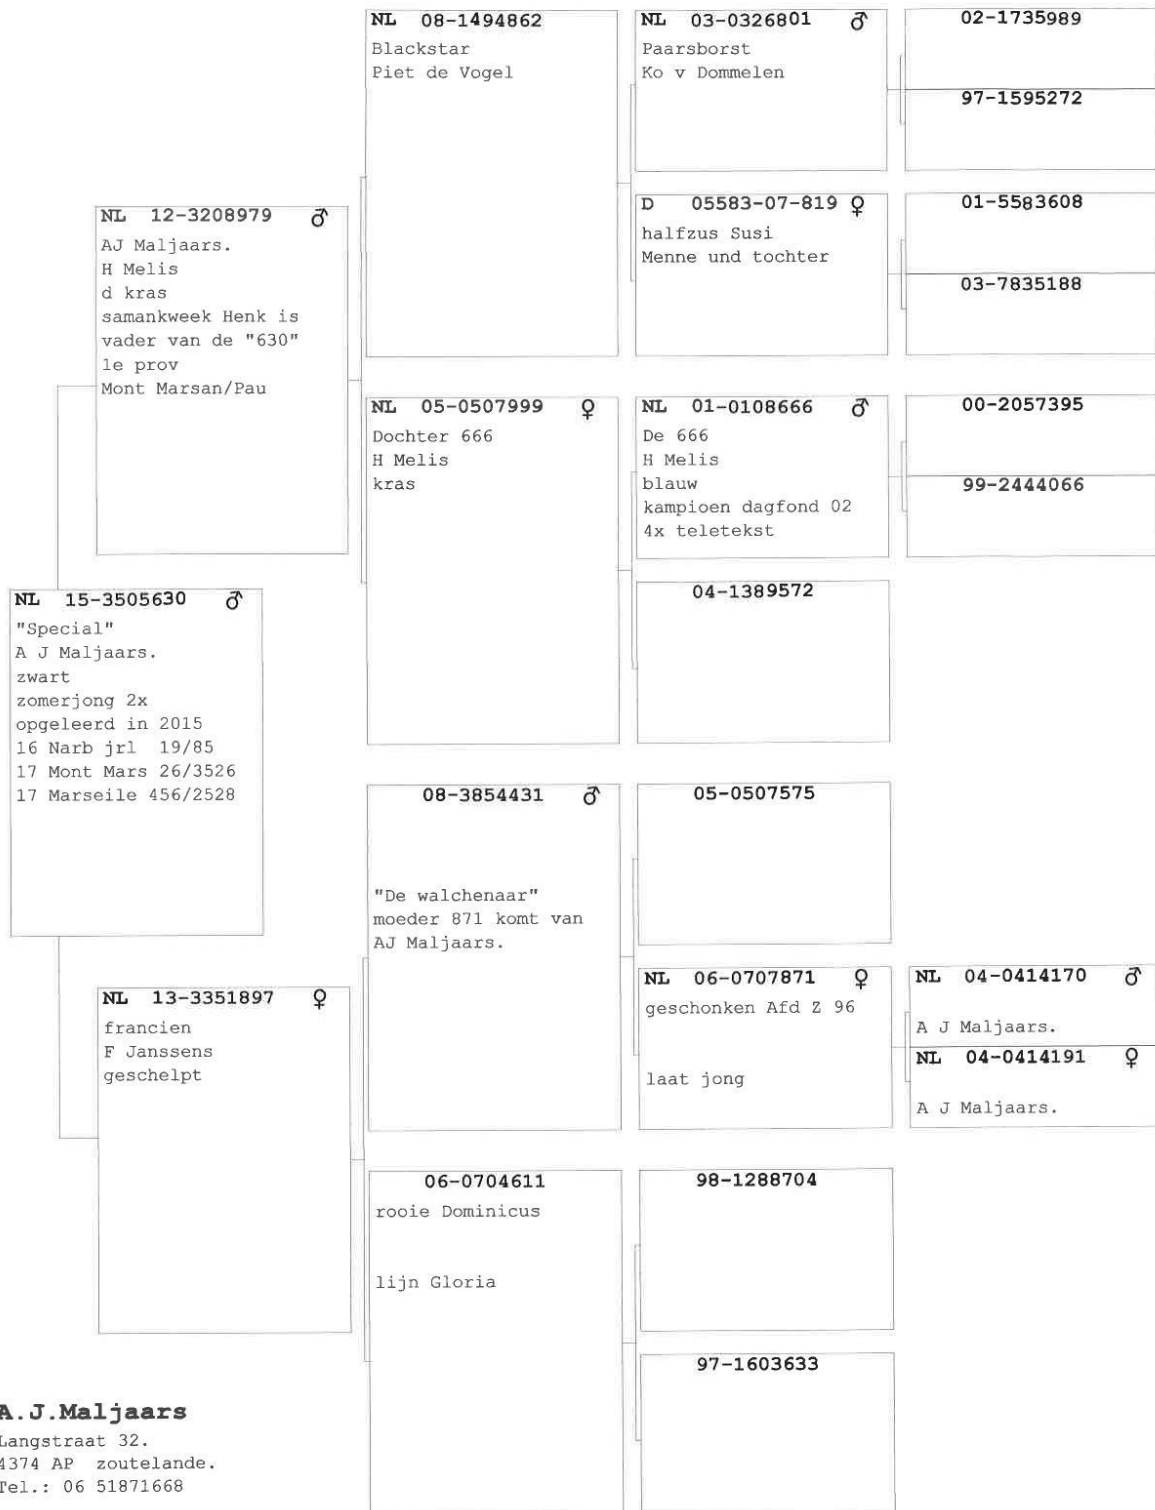 NL 15-3505630 ♂
"Special"
A J Maljaars.
zwart
zomerjong 2x
opgeleerd in 2015
16 Narb jrl 19/85
17 Mont Mars 26/3526
17 Marseile 456/2528
NL 12-3208979 ♂
AJ Maljaars.
H Melis
d kras
samankweek Henk is
vader van de "630"
1e prov
Mont Marsan/Pau
NL 13-3351897 ♀
francien
F Janssens
geschelpt
NL 08-1494862
Blackstar
Piet de Vogel
NL 05-0507999 ♀
Dochter 666
H Melis
kras
08-3854431 ♂
"De walchenaar"
moeder 871 komt van
AJ Maljaars.
06-0704611
rooie Dominicus
lijn Gloria
NL 03-0326801 ♂
Paarsborst
Ko v Dommelen
D 05583-07-819 ♀
halfzus Susi
Menne und tochter
NL 01-0108666 ♂
De 666
H Melis
blauw
kampioen dagfond 02
4x teletekst
04-1389572
05-0507575
NL 06-0707871 ♀
geschonken Afd Z 96
laat jong
98-1288704
97-1603633
02-1735989
97-1595272
01-5583608
03-7835188
00-2057395
99-2444066
NL 04-0414170 ♂
A J Maljaars.
NL 04-0414191 ♀
A J Maljaars.
A.J.Maljaars
Langstraat 32.
4374 AP zoutelande.
Tel.: 06 51871668